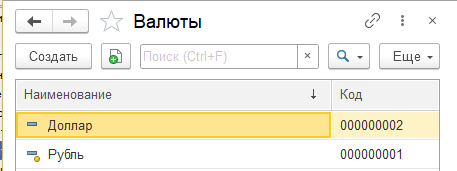 Валюты
Создать Поиск (Ctrl+F) × Еще
Наименование ↓ Код
Доллар 000000002
Рубль 000000001